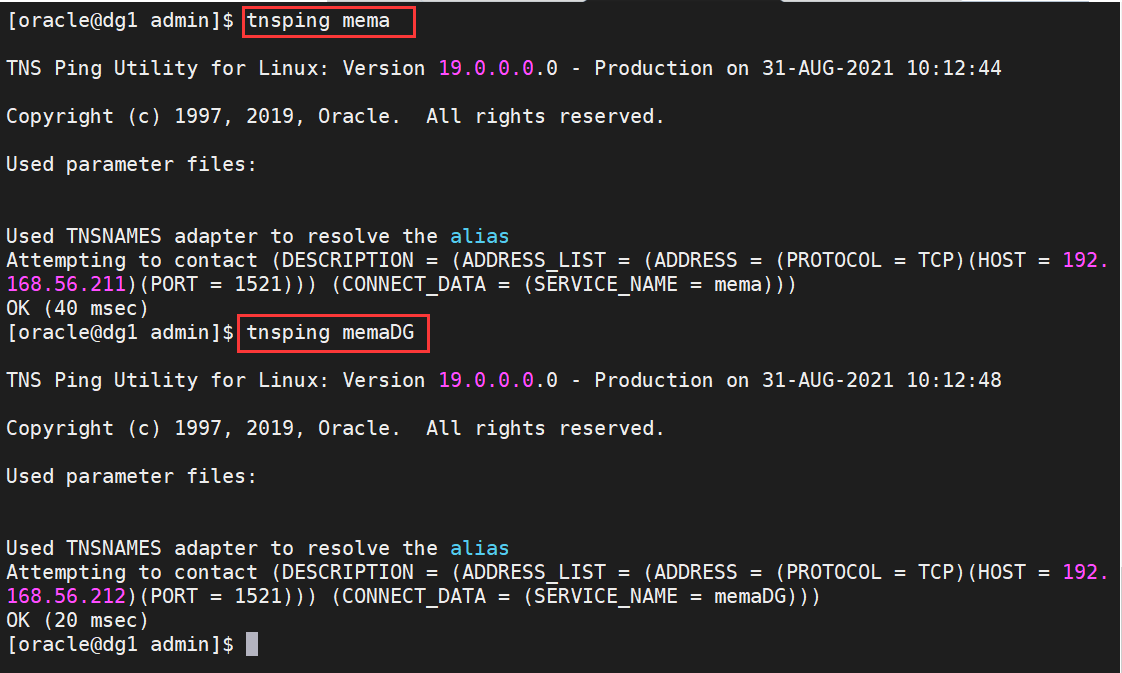 [oracle@dg1 admin]$ tnsping mema
TNS Ping Utility for Linux: Version 19.0.0.0.0 - Production on 31-AUG-2021 10:12:44
Copyright (c) 1997, 2019, Oracle.  All rights reserved.
Used parameter files:
Used TNSNAMES adapter to resolve the alias
Attempting to contact (DESCRIPTION = (ADDRESS_LIST = (ADDRESS = (PROTOCOL = TCP)(HOST = 192.
168.56.211)(PORT = 1521))) (CONNECT_DATA = (SERVICE_NAME = mema)))
OK (40 msec)
[oracle@dg1 admin]$ tnsping memaDG
TNS Ping Utility for Linux: Version 19.0.0.0.0 - Production on 31-AUG-2021 10:12:48
Copyright (c) 1997, 2019, Oracle.  All rights reserved.
Used parameter files:
Used TNSNAMES adapter to resolve the alias
Attempting to contact (DESCRIPTION = (ADDRESS_LIST = (ADDRESS = (PROTOCOL = TCP)(HOST = 192.
168.56.212)(PORT = 1521))) (CONNECT_DATA = (SERVICE_NAME = memaDG)))
OK (20 msec)
[oracle@dg1 admin]$